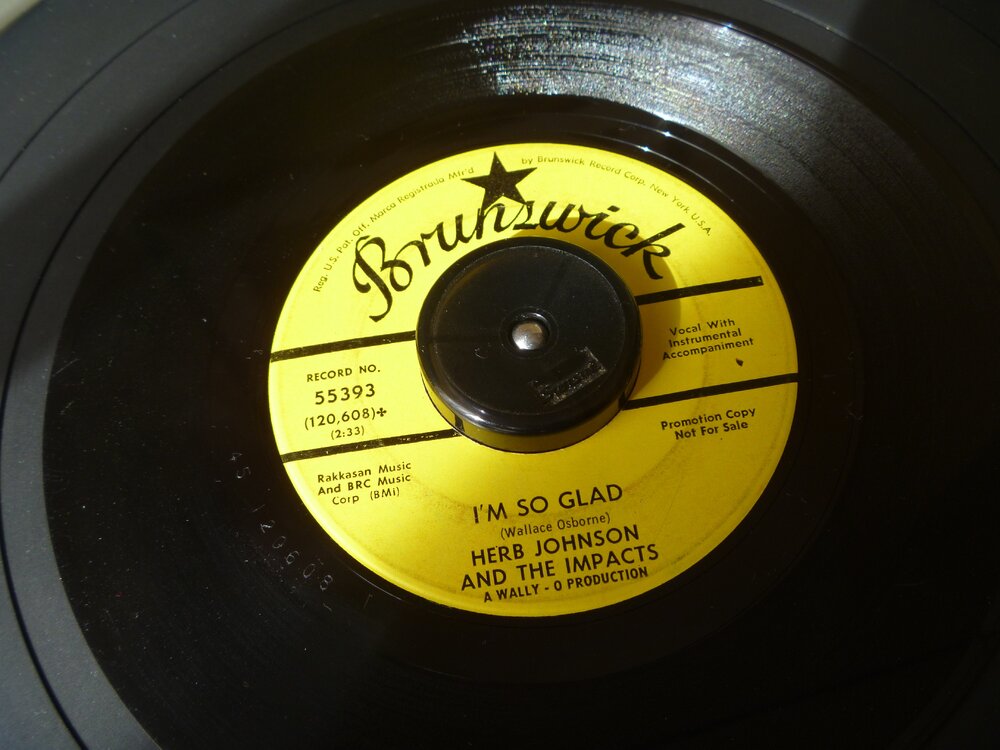 Reg. U.S. Pat. Off. Marca Registrada Mfr'd by Brunswick Record Corp. New York U.S.A.
Brunswick
RECORD NO.
55393
(120,608)✤
(2:33)
Vocal With
Instrumental
Accompaniment
Promotion Copy
Not For Sale
Rakkasan Music
And BRC Music
Corp (BMi)
I'M SO GLAD
(Wallace Osborne)
HERB JOHNSON
AND THE IMPACTS
A WALLY - O PRODUCTION
45 120608 - 1